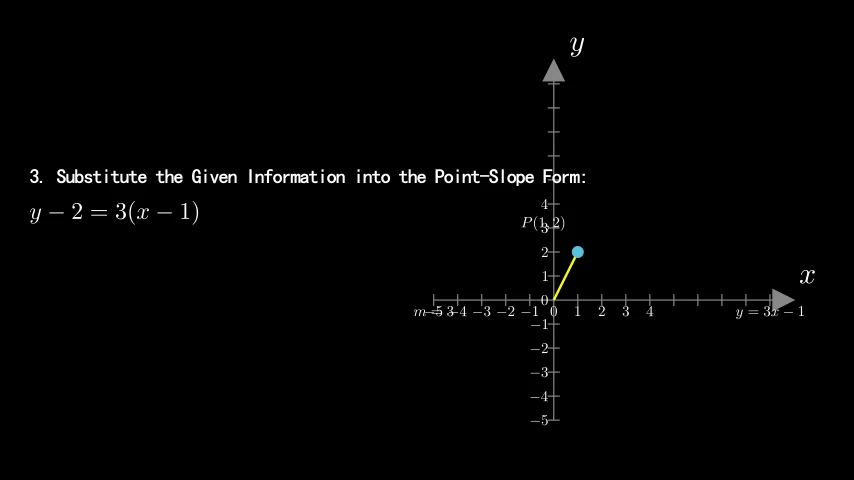 y
3. Substitute the Given Information into the Point-Slope Form:
y − 2 = 3(x − 1)
4
P(1, 2)
3
2
x
1
0
m = 3
−5 −4 −3 −2 −1 0 1 2 3 4
y = 3x − 1
−1
−2
−3
−4
−5